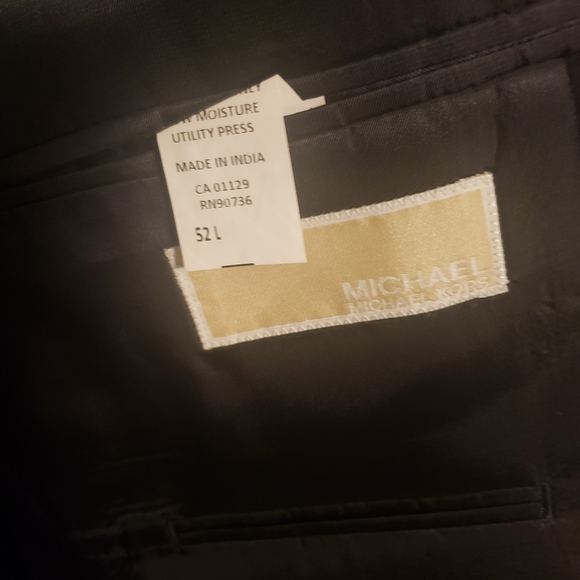 MOISTURE
UTILITY PRESS
MADE IN INDIA
CA 01129
RN90736
52 L
MICHAEL
MICHAEL KORS